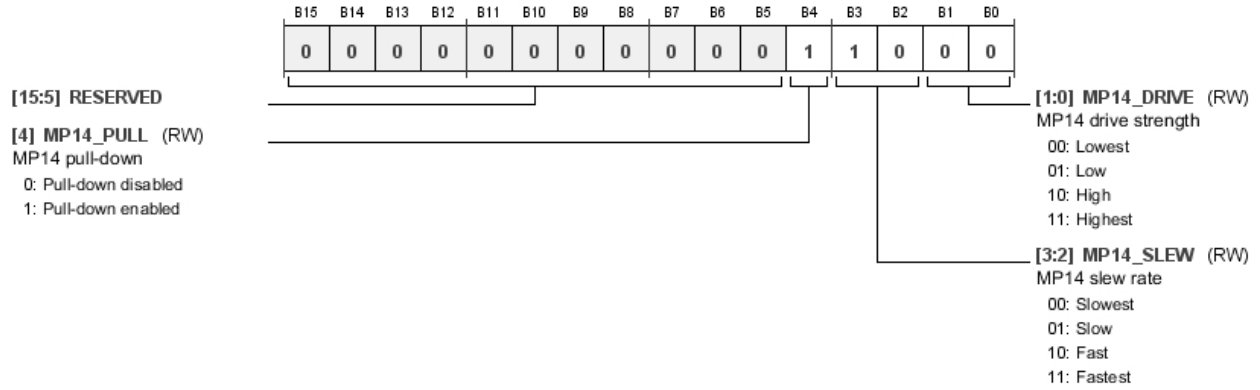 B15 B14 B13 B12 B11 B10 B9 B8 B7 B6 B5 B4 B3 B2 B1 B0
0 0 0 0 0 0 0 0 0 0 0 1 1 0 0 0
[15:5] RESERVED
[4] MP14_PULL (RW)
MP14 pull-down
0: Pull-down disabled
1: Pull-down enabled
[1:0] MP14_DRIVE (RW)
MP14 drive strength
00: Lowest
01: Low
10: High
11: Highest
[3:2] MP14_SLEW (RW)
MP14 slew rate
00: Slowest
01: Slow
10: Fast
11: Fastest